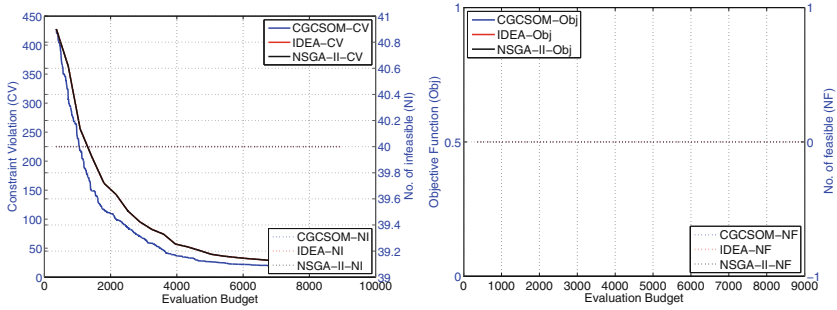 450
400
350
300
250
200
150
100
50
0
Constraint Violation (CV)
CGCSOM−CV
IDEA−CV
NSGA−II−CV
CGCSOM−NI
IDEA−NI
NSGA−II−NI
41
40.8
40.6
40.4
40.2
40
39.8
39.6
39.4
39.2
39
No. of infeasible (NI)
0 2000 4000 6000 8000 10000
Evaluation Budget
1
0.5
0
Objective Function (Obj)
CGCSOM−Obj
IDEA−Obj
NSGA−II−Obj
CGCSOM−NF
IDEA−NF
NSGA−II−NF
1
0
−1
No. of feasible (NF)
0 1000 2000 3000 4000 5000 6000 7000 8000 9000
Evaluation Budget